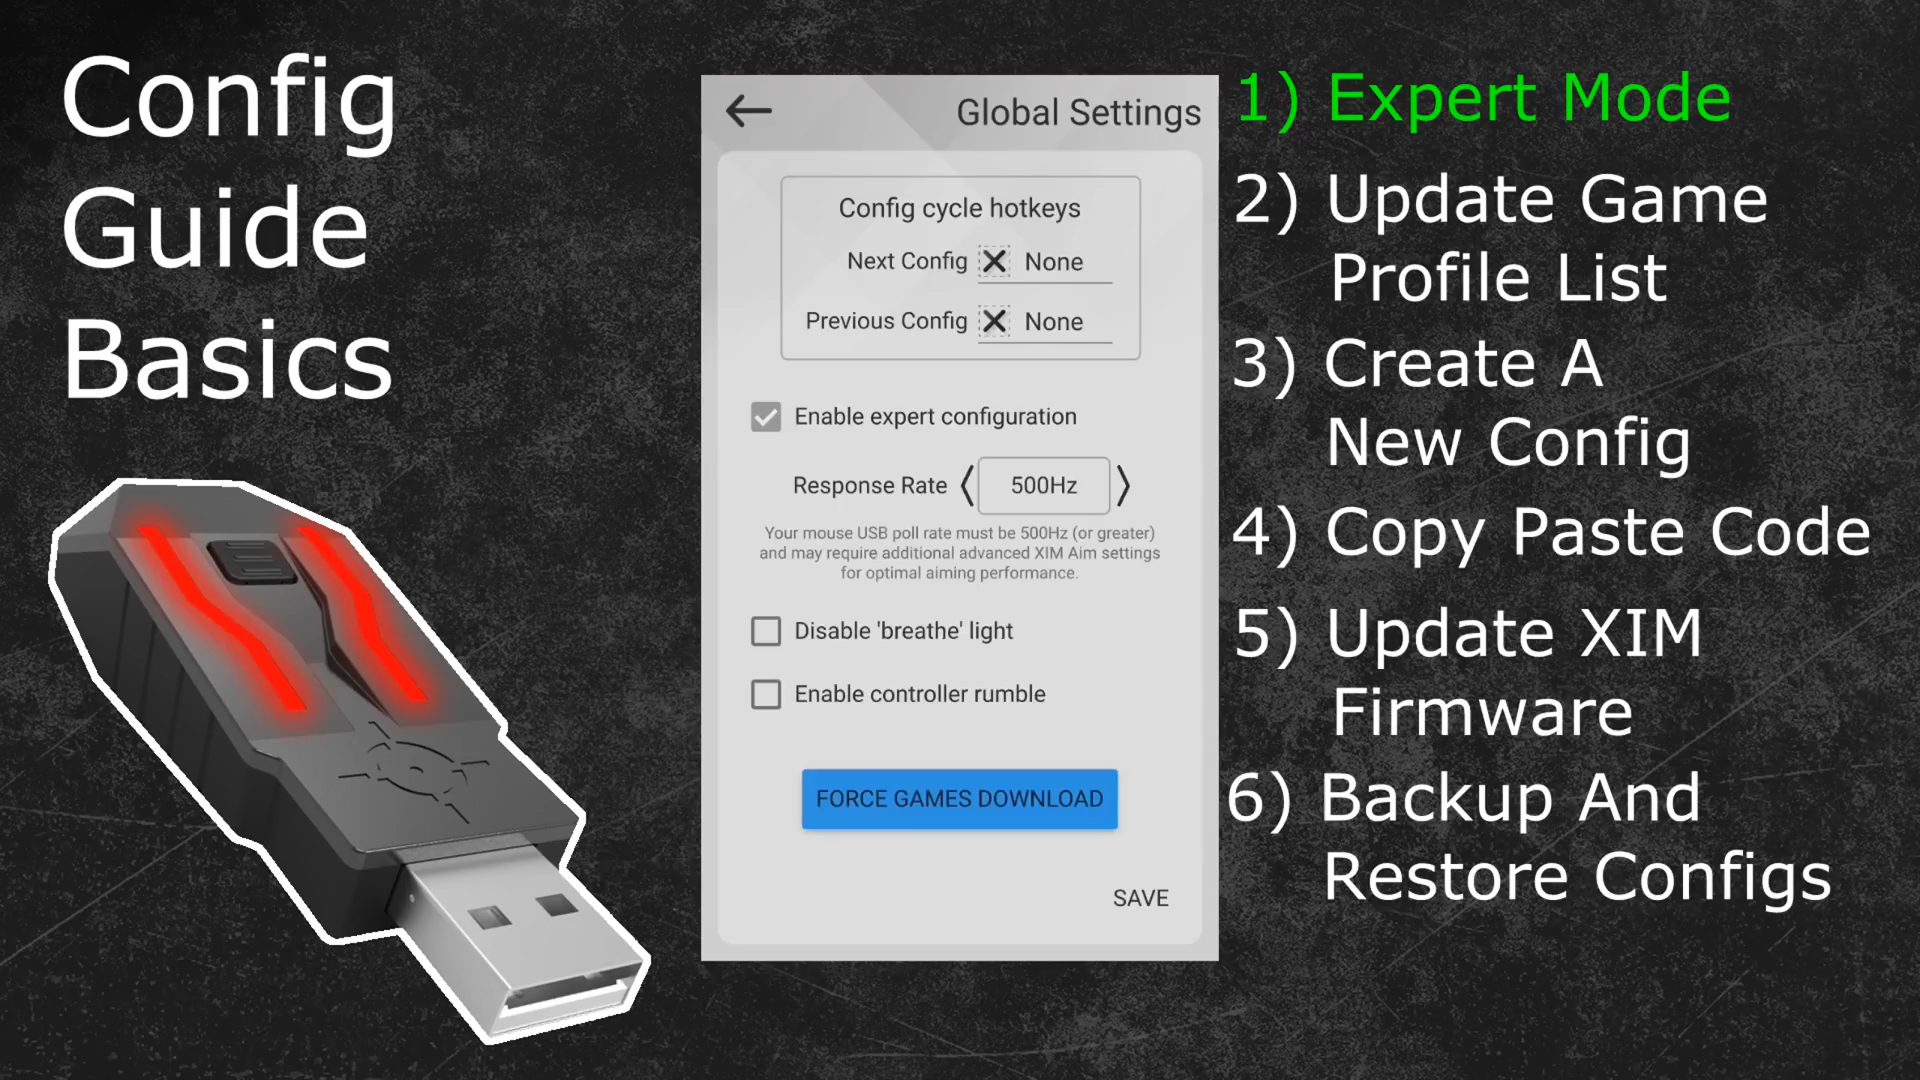 Config
Guide
Basics
Global Settings
Config cycle hotkeys
Next Config None
Previous Config None
Enable expert configuration
Response Rate 500Hz
Your mouse USB poll rate must be 500Hz (or greater)
and may require additional advanced XIM Aim settings
for optimal aiming performance.
Disable 'breathe' light
Enable controller rumble
FORCE GAMES DOWNLOAD
SAVE
1) Expert Mode
2) Update Game
Profile List
3) Create A
New Config
4) Copy Paste Code
5) Update XIM
Firmware
6) Backup And
Restore Configs